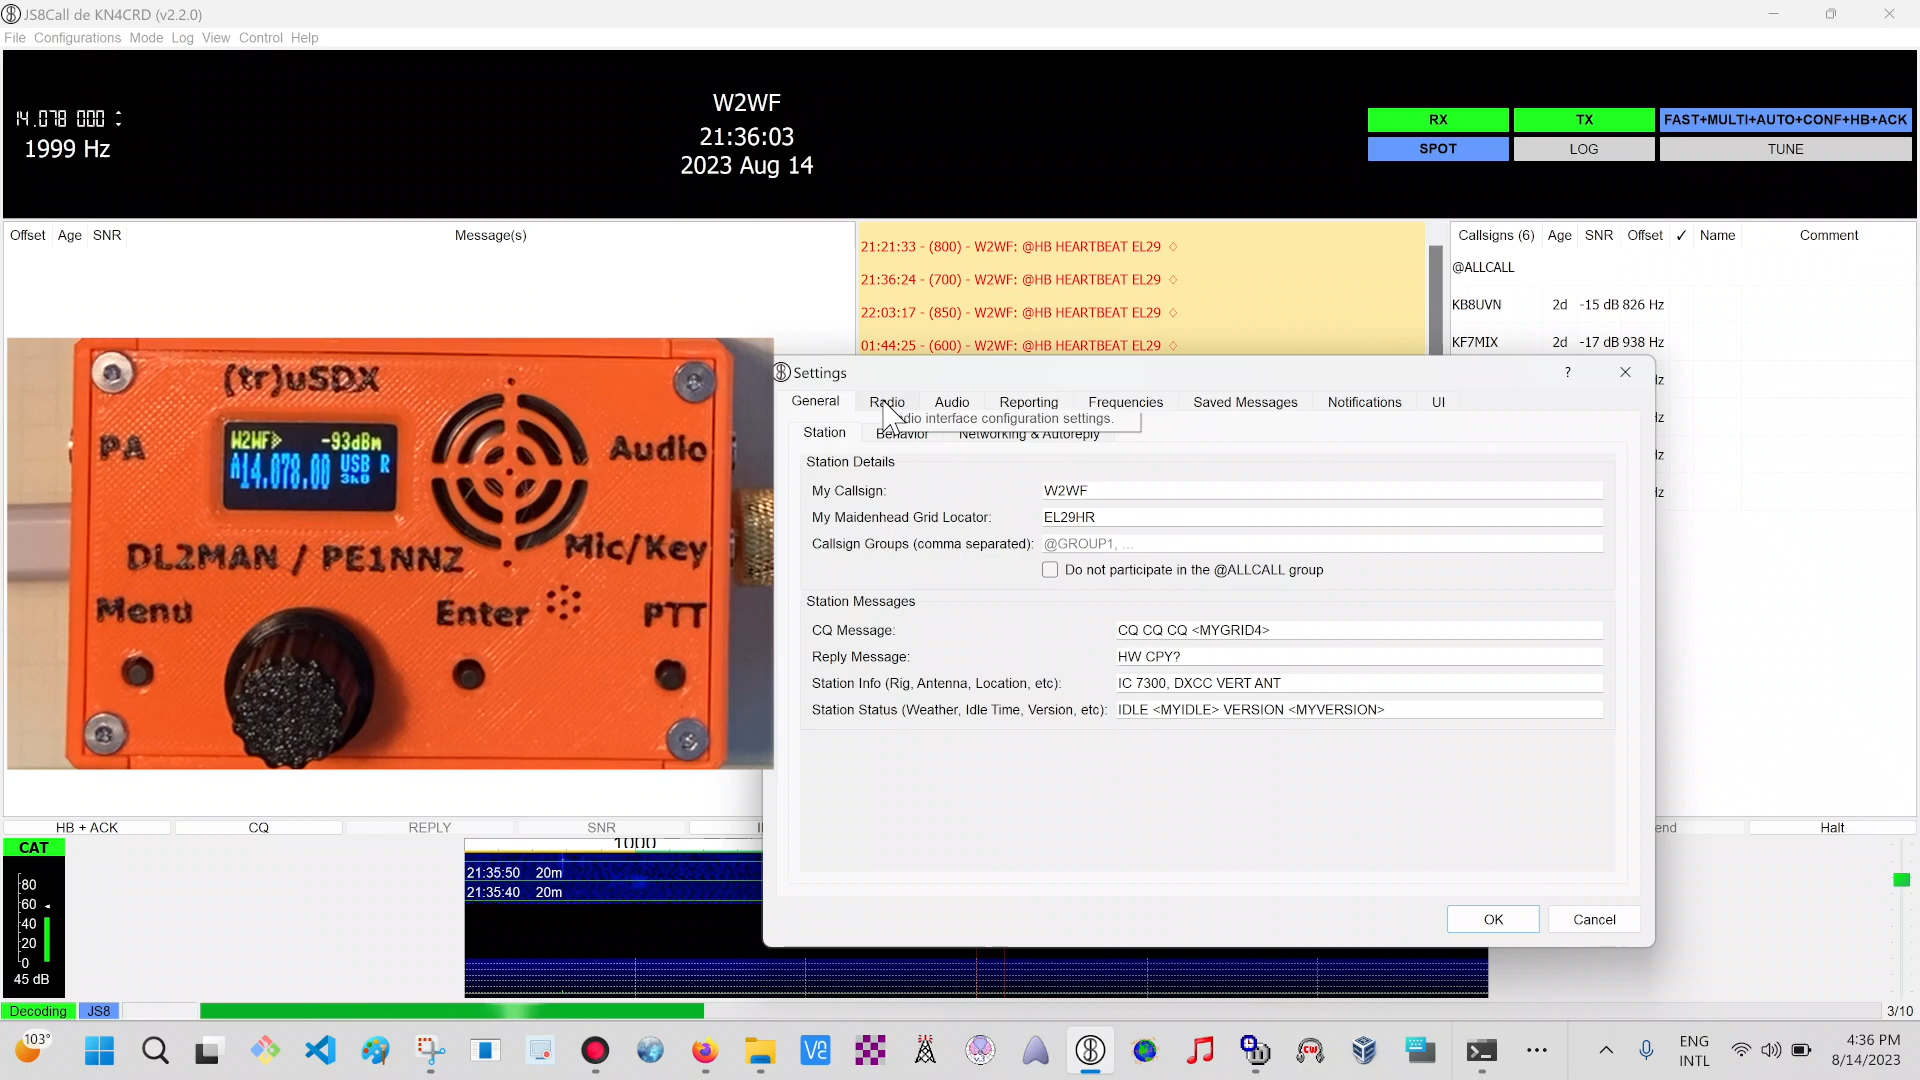 JS8Call de KN4CRD (v2.2.0)
File Configurations Mode Log View Control Help
14.078 000
1999 Hz
W2WF
21:36:03
2023 Aug 14
RX TX FAST+MULTI+AUTO+CONF+HB+ACK
SPOT LOG TUNE
Offset Age SNR Message(s)
21:21:33 - (800) - W2WF: @HB HEARTBEAT EL29 ♢
21:36:24 - (700) - W2WF: @HB HEARTBEAT EL29 ♢
22:03:17 - (850) - W2WF: @HB HEARTBEAT EL29 ♢
01:44:25 - (600) - W2WF: @HB HEARTBEAT EL29 ♢
Callsigns (6) Age SNR Offset ✓ Name Comment
@ALLCALL
KB8UVN 2d -15 dB 826 Hz
KF7MIX 2d -17 dB 938 Hz
(tr)uSDX
PA
W2WF -93dBm
A14.078.00 USB R
3k0
Audio
DL2MAN / PE1NNZ
Mic/Key
Menu
Enter
PTT
Settings
General Radio Audio Reporting Frequencies Saved Messages Notifications UI
dio interface configuration settings.
Station Behavior Networking & Autoreply
Station Details
My Callsign: W2WF
My Maidenhead Grid Locator: EL29HR
Callsign Groups (comma separated): @GROUP1, ...
Do not participate in the @ALLCALL group
Station Messages
CQ Message: CQ CQ CQ <MYGRID4>
Reply Message: HW CPY?
Station Info (Rig, Antenna, Location, etc): IC 7300, DXCC VERT ANT
Station Status (Weather, Idle Time, Version, etc): IDLE <MYIDLE> VERSION <MYVERSION>
OK Cancel
HB + ACK CQ REPLY SNR end Halt
CAT
80
60
40
20
0
45 dB
1000
21:35:50 20m
21:35:40 20m
Decoding JS8
3/10
103°
ENG
INTL
4:36 PM
8/14/2023